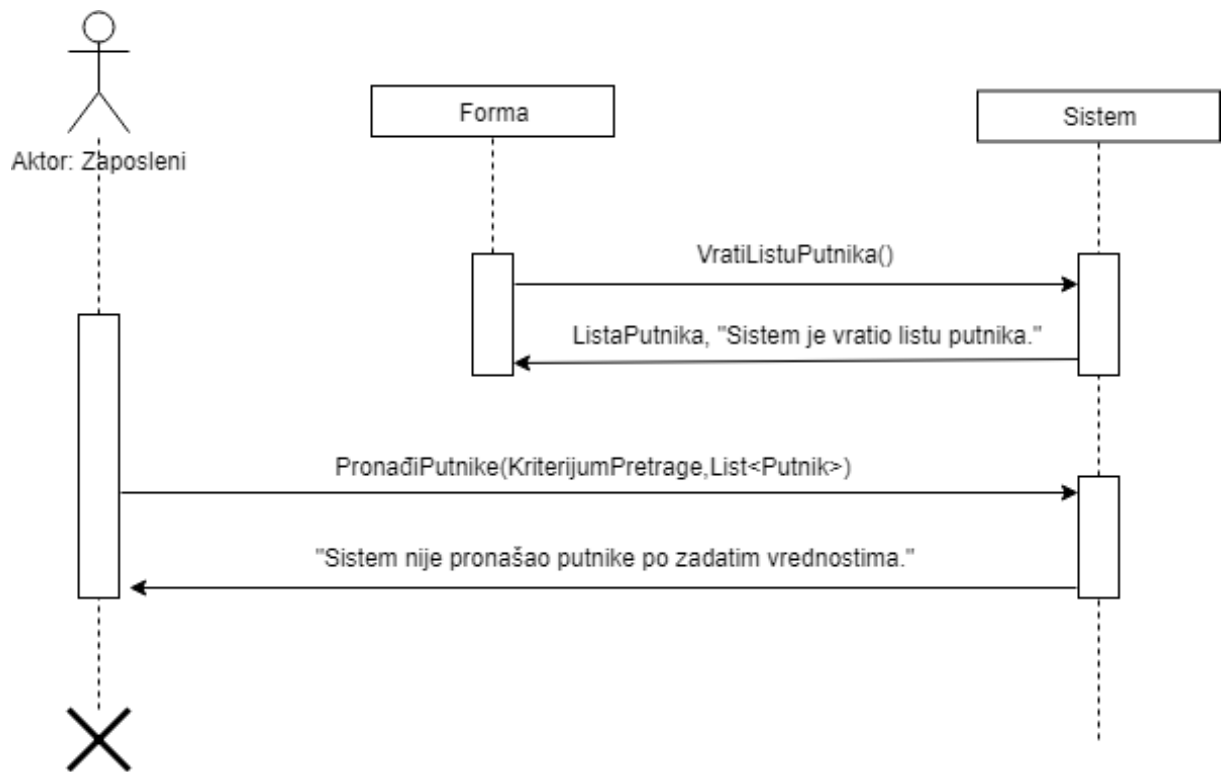 Forma
Sistem
Aktor: Zaposleni
VratiListuPutnika()
ListaPutnika, "Sistem je vratio listu putnika."
PronađiPutnike(KriterijumPretrage,List<Putnik>)
"Sistem nije pronašao putnike po zadatim vrednostima."